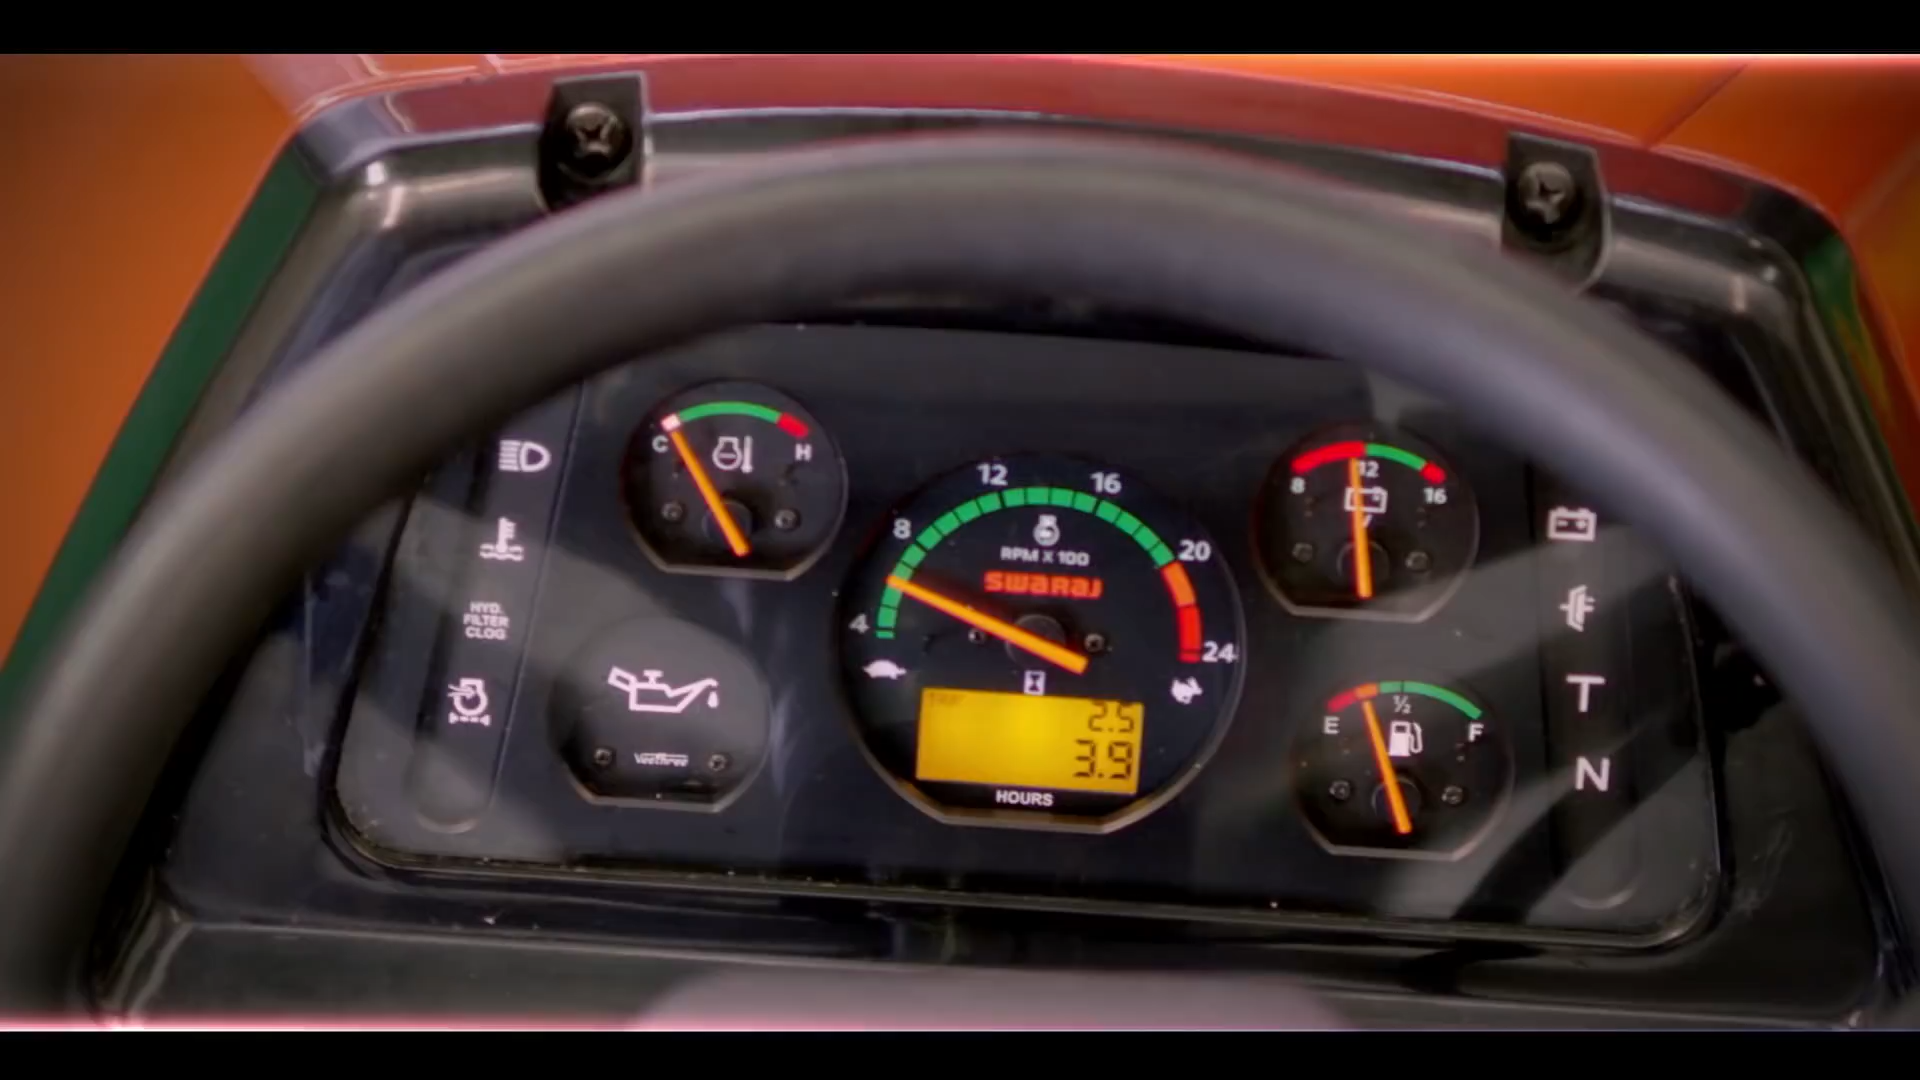 C
H
HYD.
FILTER
CLOG
VeeThree
4
8
12
16
20
24
RPM X 100
SWARAJ
2.5
3.9
HOURS
8
12
16
V
E
½
F
T
N